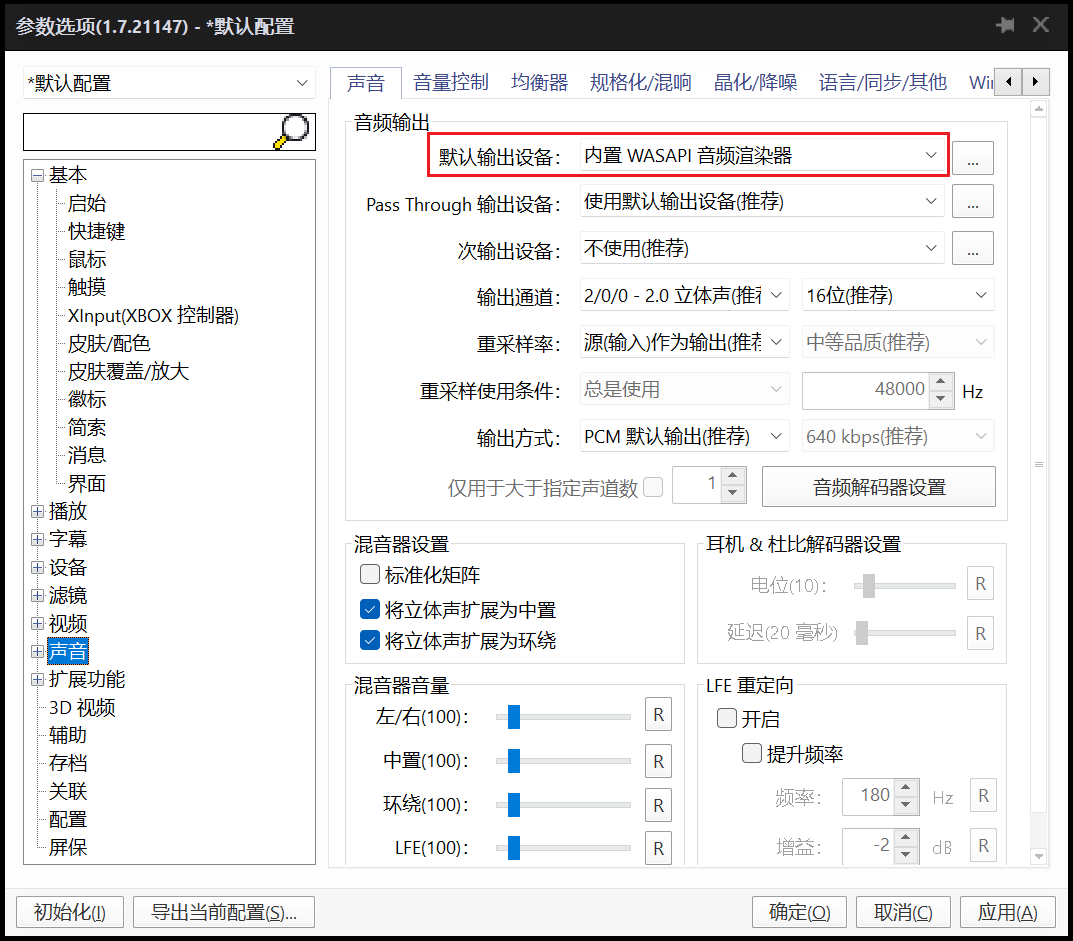 参数选项(1.7.21147) - *默认配置
*默认配置
基本
启始
快捷键
鼠标
触摸
XInput(XBOX 控制器)
皮肤/配色
皮肤覆盖/放大
徽标
简索
消息
界面
播放
字幕
设备
滤镜
视频
声音
扩展功能
3D 视频
辅助
存档
关联
配置
屏保
声音 音量控制 均衡器 规格化/混响 晶化/降噪 语言/同步/其他 Wi
音频输出
默认输出设备： 内置 WASAPI 音频渲染器 ...
Pass Through 输出设备： 使用默认输出设备(推荐) ...
次输出设备： 不使用(推荐) ...
输出通道： 2/0/0 - 2.0 立体声(推荐 16位(推荐)
重采样率： 源(输入)作为输出(推荐 中等品质(推荐)
重采样使用条件： 总是使用 48000 Hz
输出方式： PCM 默认输出(推荐) 640 kbps(推荐)
仅用于大于指定声道数 1 音频解码器设置
混音器设置
标准化矩阵
将立体声扩展为中置
将立体声扩展为环绕
耳机 & 杜比解码器设置
电位(10)： R
延迟(20 毫秒) R
混音器音量
左/右(100)： R
中置(100)： R
环绕(100)： R
LFE(100)： R
LFE 重定向
开启
提升频率
频率： 180 Hz R
增益： -2 dB R
初始化(I) 导出当前配置(S)... 确定(O) 取消(C) 应用(A)